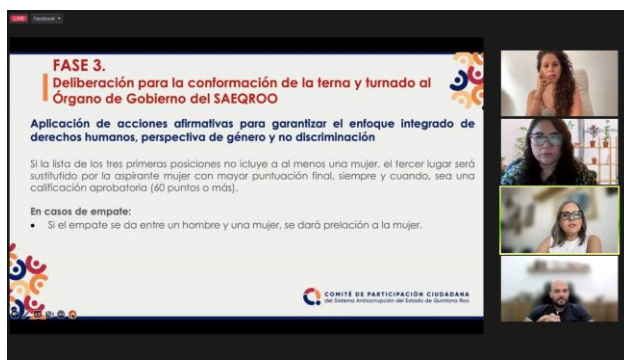 LIVE Facebook
FASE 3.
Deliberación para la conformación de la terna y turnado al
Órgano de Gobierno del SAEQROO
Aplicación de acciones afirmativas para garantizar el enfoque integrado de
derechos humanos, perspectiva de género y no discriminación
Si la lista de los tres primeras posiciones no icluye a al menos una mujer, el tercer lugar será
sustituido por la aspirante mujer con mayor puntuación final, siempre y cuando, sea una
calificación aprobatoria (60 puntos o más).
En casos de empate:
• Si el empate se da entre un hombre y una mujer, se dará prelación a la mujer.
COMITÉ DE PARTICIPACIÓN CIUDADANA
del Sistema Anticorrupción del Estado de Quintana Roo